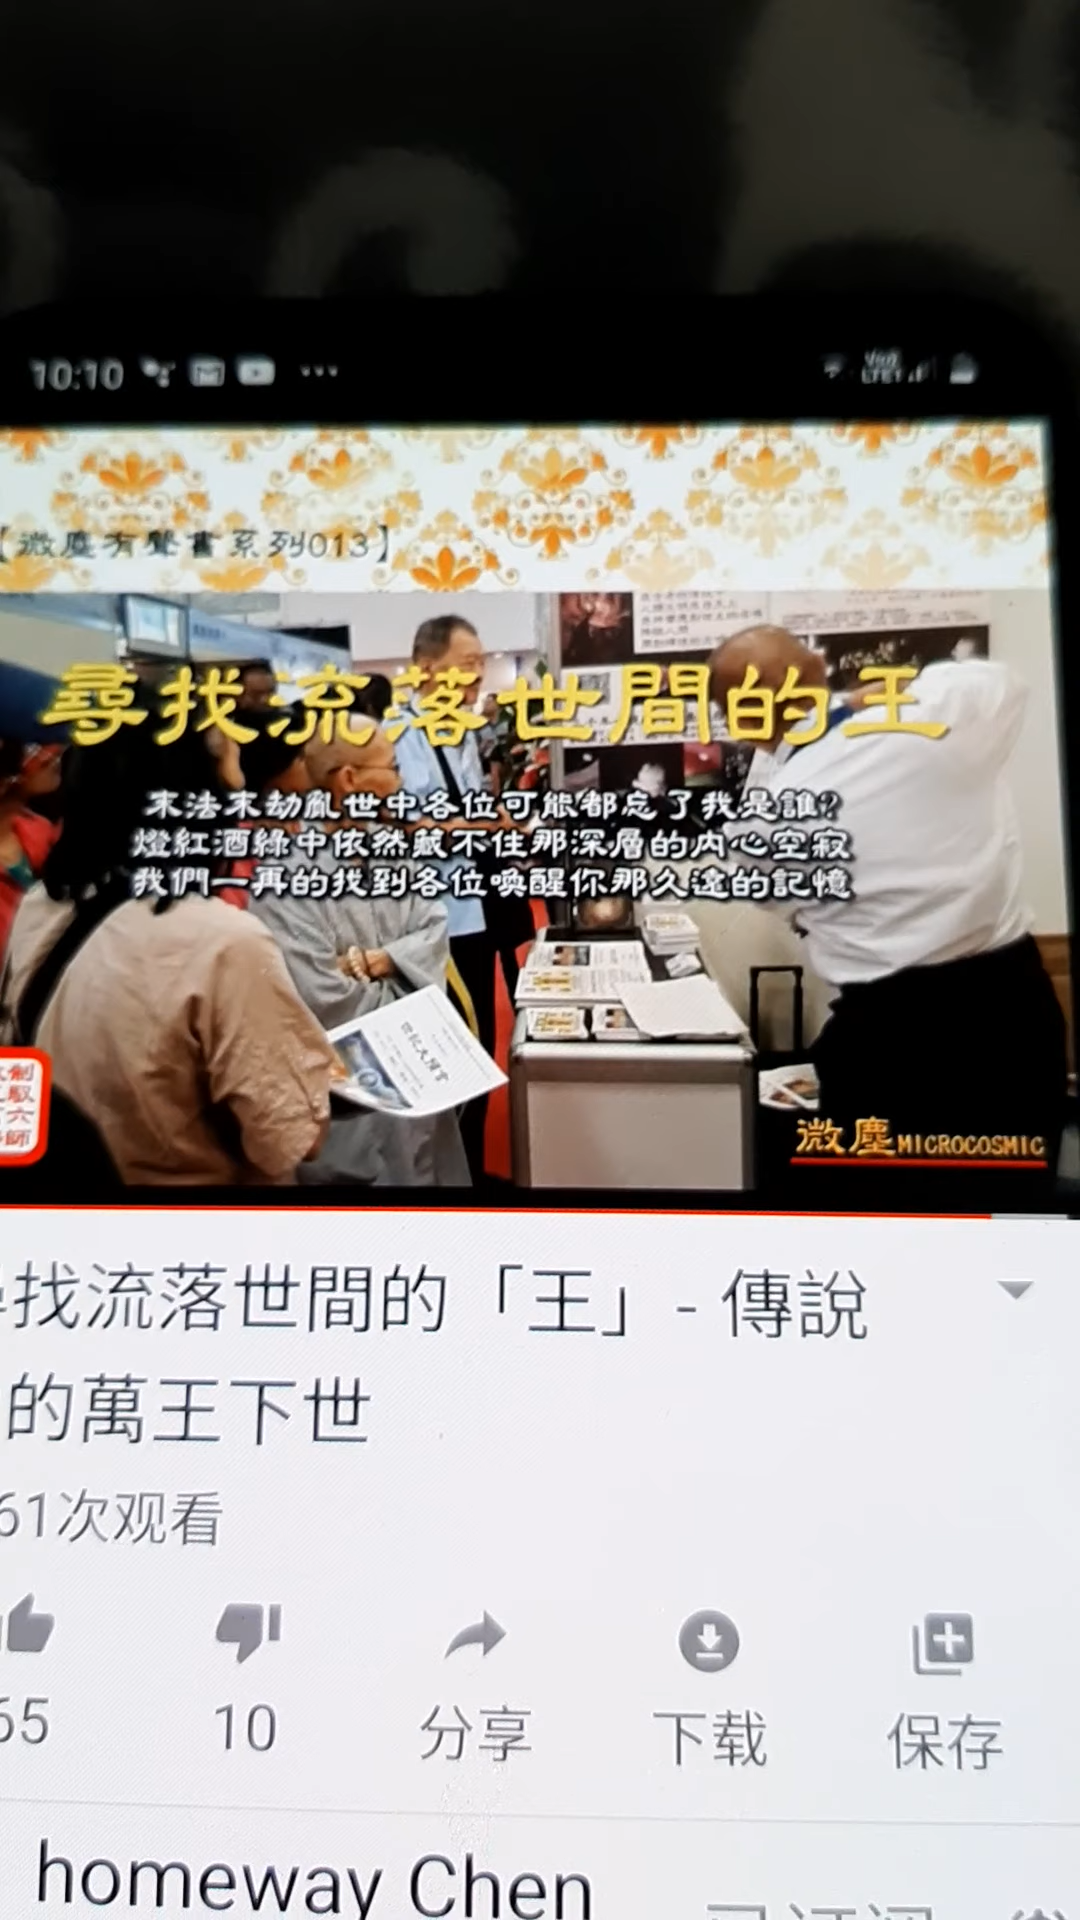 10:10
VoD
LTE1
【微塵有聲書系列013】
尋找流落世間的王
末法末劫亂世中各位可能都忘了我是誰?
燈紅酒綠中依然藏不住那深層的內心空寂
我們一再的找到各位喚醒你那久遠的記憶
微塵MICROCOSMIC
找流落世間的「王」- 傳說
的萬王下世
61次观看
65
10
分享
下载
保存
homeway Chen